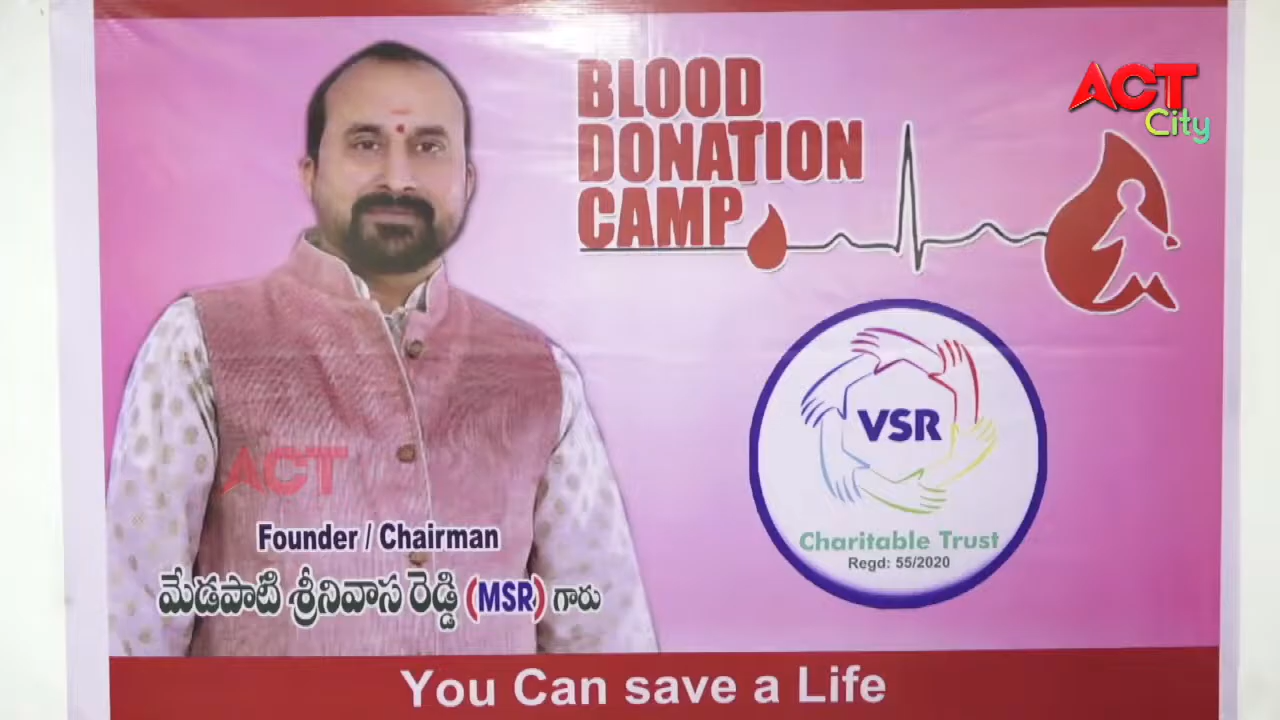 ACT
City
BLOOD
DONATION
CAMP
VSR
Charitable Trust
Regd: 55/2020
ACT
Founder / Chairman
మేడపాటి శ్రీనివాస రెడ్డి (MSR) గారు
You Can save a Life